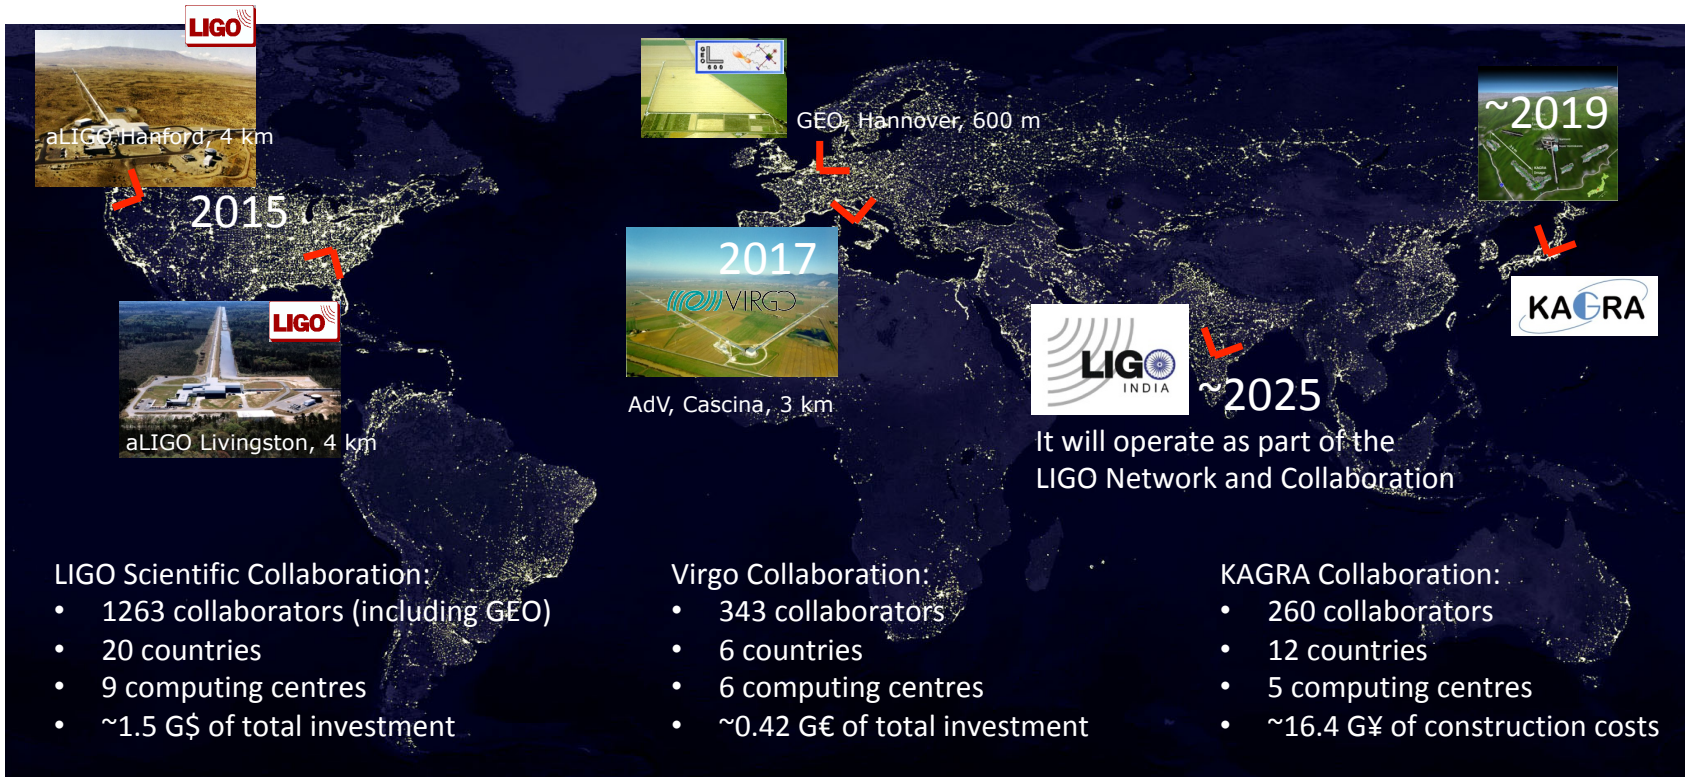 LIGO
aLIGO Hanford, 4 km
2015
LIGO
aLIGO Livingston, 4 km
GEO
600
GEO, Hannover, 600 m
2017
VIRGO
AdV, Cascina, 3 km
~2019
KAGRA
LIGO
INDIA
~2025
It will operate as part of the
LIGO Network and Collaboration
LIGO Scientific Collaboration:
• 1263 collaborators (including GEO)
• 20 countries
• 9 computing centres
• ~1.5 G$ of total investment
Virgo Collaboration:
• 343 collaborators
• 6 countries
• 6 computing centres
• ~0.42 G€ of total investment
KAGRA Collaboration:
• 260 collaborators
• 12 countries
• 5 computing centres
• ~16.4 G¥ of construction costs